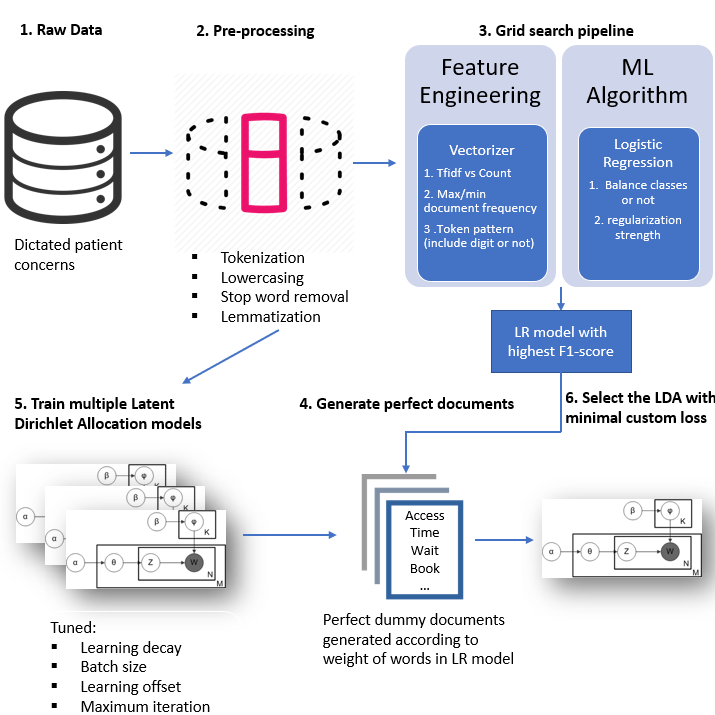 1. Raw Data
2. Pre-processing
3. Grid search pipeline
Dictated patient
concerns
▪ Tokenization
▪ Lowercasing
▪ Stop word removal
▪ Lemmatization
Feature
Engineering
Vectorizer
1. Tfidf vs Count
2. Max/min
document frequency
3 .Token pattern
(include digit or not)
ML
Algorithm
Logistic
Regression
1. Balance classes
or not
2. regularization
strength
LR model with
highest F1-score
5. Train multiple Latent
Dirichlet Allocation models
4. Generate perfect documents
6. Select the LDA with
minimal custom loss
β φ
K
α
β φ
α
β φ
K
α θ Z W
N
M
Tuned:
▪ Learning decay
▪ Batch size
▪ Learning offset
▪ Maximum iteration
Access
Time
Wait
Book
...
Perfect dummy documents
generated according to
weight of words in LR model
β φ
K
α θ Z W
N
M